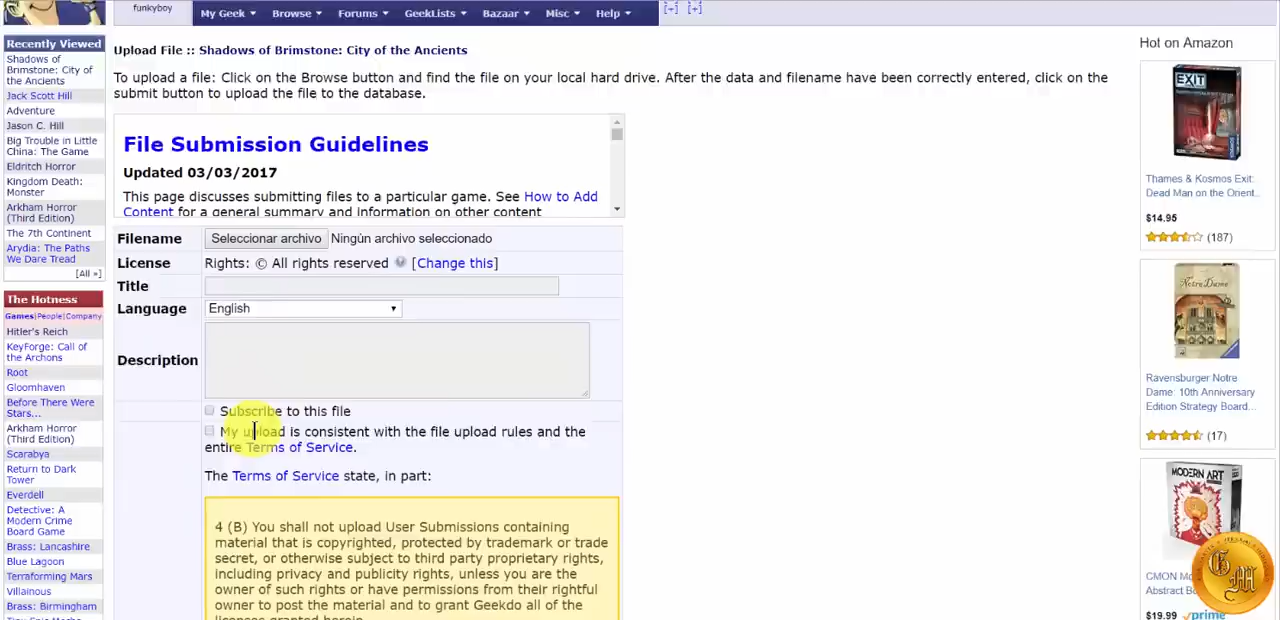 funkyboy
My Geek ▾ Browse ▾ Forums ▾ GeekLists ▾ Bazaar ▾ Misc ▾ Help ▾ [+] [+]
Recently Viewed
Shadows of
Brimstone: City of
the Ancients
Jack Scott Hill
Adventure
Jason C. Hill
Big Trouble in Little
China: The Game
Eldritch Horror
Kingdom Death:
Monster
Arkham Horror
(Third Edition)
The 7th Continent
Arydia: The Paths
We Dare Tread
[All »]
The Hotness
Games|People|Company
Hitler's Reich
KeyForge: Call of
the Archons
Root
Gloomhaven
Before There Were
Stars...
Arkham Horror
(Third Edition)
Scarabya
Return to Dark
Tower
Everdell
Detective: A
Modern Crime
Board Game
Brass: Lancashire
Blue Lagoon
Terraforming Mars
Villainous
Brass: Birmingham
Upload File :: Shadows of Brimstone: City of the Ancients
To upload a file: Click on the Browse button and find the file on your local hard drive. After the data and filename have been correctly entered, click on the
submit button to upload the file to the database.
File Submission Guidelines
Updated 03/03/2017
This page discusses submitting files to a particular game. See How to Add
Content for a general summary and information on other content
Filename Seleccionar archivo Ningún archivo seleccionado
License Rights: © All rights reserved [Change this]
Title
Language English
Description
Subscribe to this file
My upload is consistent with the file upload rules and the
entire Terms of Service.
The Terms of Service state, in part:
4 (B) You shall not upload User Submissions containing
material that is copyrighted, protected by trademark or trade
secret, or otherwise subject to third party proprietary rights,
including privacy and publicity rights, unless you are the
owner of such rights or have permissions from their rightful
owner to post the material and to grant Geekdo all of the
licenses granted herein.
Hot on Amazon
EXIT
Thames & Kosmos Exit:
Dead Man on the Orient...
$14.95
(187)
Notre Dame
Ravensburger Notre
Dame: 10th Anniversary
Edition Strategy Board...
(17)
MODERN ART
CMON
Abstract
$19.99 prime
GM